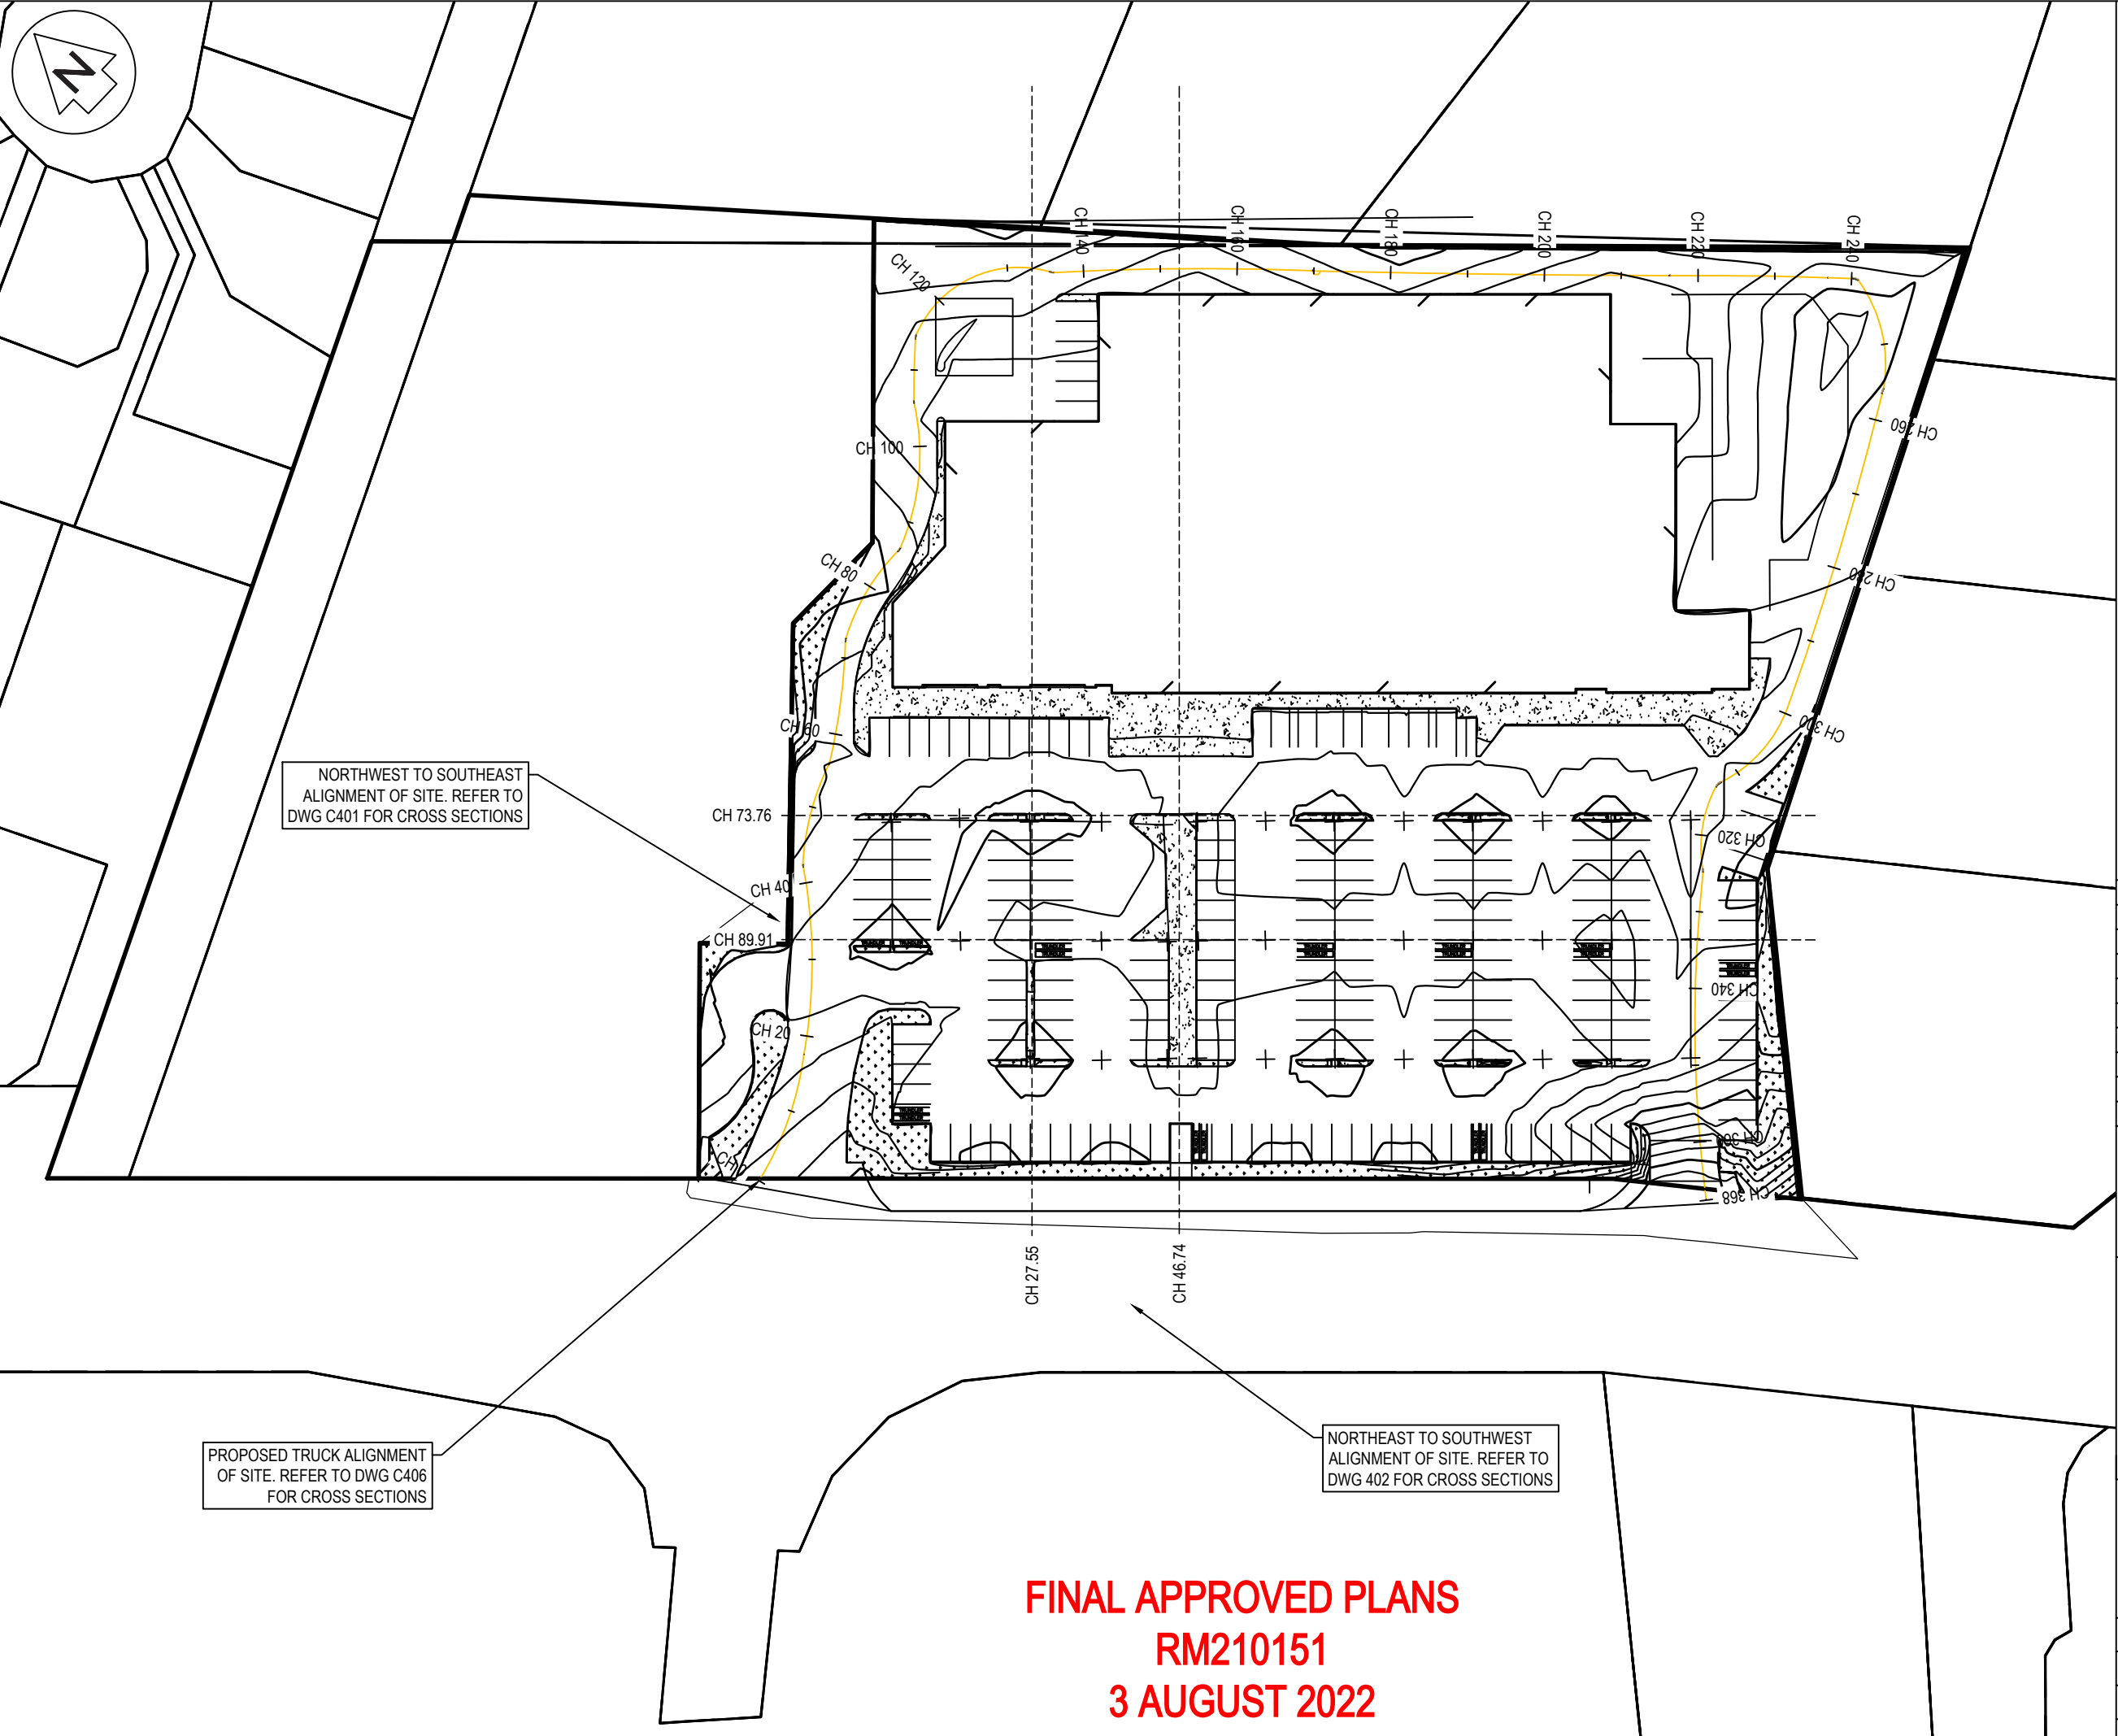 N
CH 140
CH 160
CH 180
CH 200
CH 220
CH 240
CH 120
CH 100
CH 260
CH 80
CH 280
CH 60
CH 300
NORTHWEST TO SOUTHEAST
ALIGNMENT OF SITE. REFER TO
DWG C401 FOR CROSS SECTIONS
CH 73.76
CH 320
CH 40
CH 89.91
CH 340
CH 20
CH 360
CH 0
CH 368
CH 27.55
CH 46.74
PROPOSED TRUCK ALIGNMENT
OF SITE. REFER TO DWG C406
FOR CROSS SECTIONS
NORTHEAST TO SOUTHWEST
ALIGNMENT OF SITE. REFER TO
DWG 402 FOR CROSS SECTIONS
FINAL APPROVED PLANS
RM210151
3 AUGUST 2022